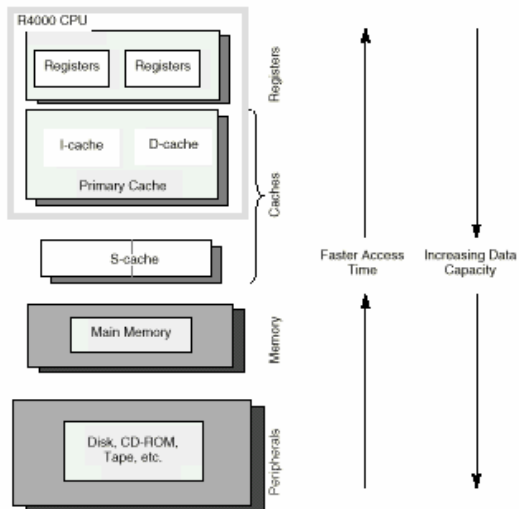 R4000 CPU
Registers Registers
Registers
I-cache D-cache
Primary Cache
Caches
S-cache
Faster Access
Time
Increasing Data
Capacity
Main Memory
Memory
Disk, CD-ROM,
Tape, etc.
Peripherals